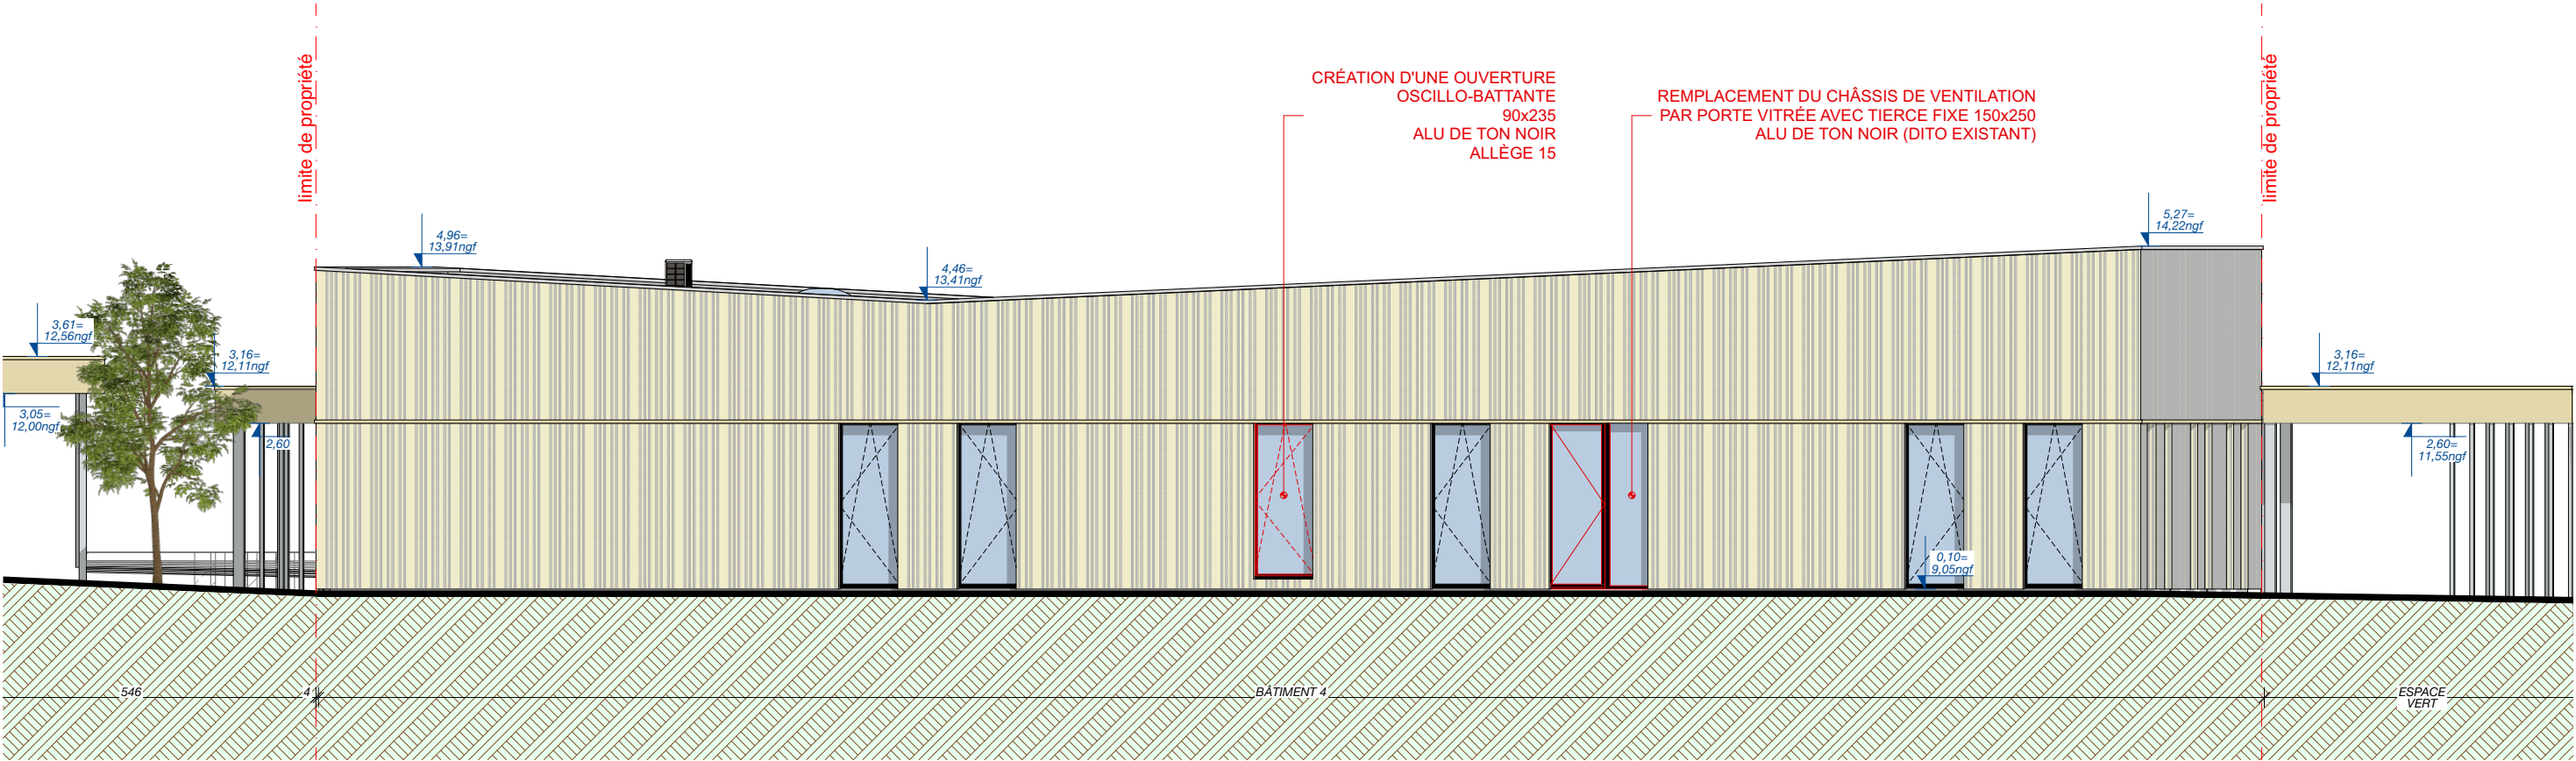 limite de propriété
CRÉATION D'UNE OUVERTURE
OSCILLO-BATTANTE
90x235
ALU DE TON NOIR
ALLÈGE 15
REMPLACEMENT DU CHÂSSIS DE VENTILATION
PAR PORTE VITRÉE AVEC TIERCE FIXE 150x250
ALU DE TON NOIR (DITO EXISTANT)
limite de propriété
4,96=
13,91ngf
4,46=
13,41ngf
5,27=
14,22ngf
3,61=
12,56ngf
3,16=
12,11ngf
3,16=
12,11ngf
3,05=
12,00ngf
2,60
2,60=
11,55ngf
0,10=
9,05ngf
546
4
BÂTIMENT 4
ESPACE
VERT